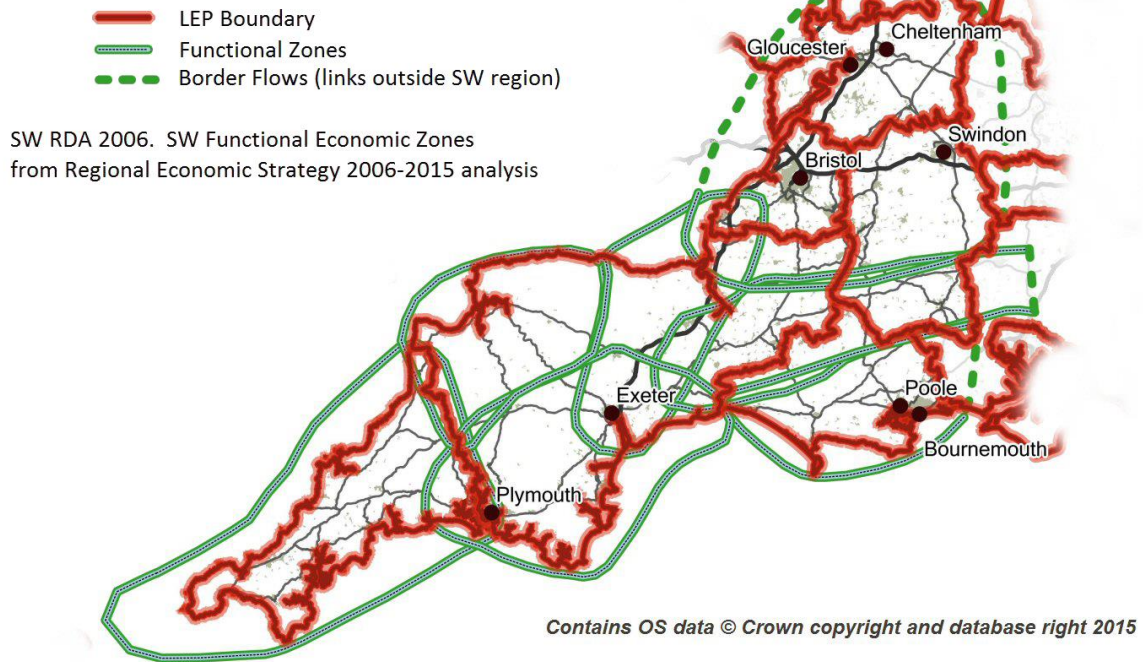 LEP Boundary
Functional Zones
Border Flows (links outside SW region)
SW RDA 2006. SW Functional Economic Zones
from Regional Economic Strategy 2006-2015 analysis
Cheltenham
Gloucester
Swindon
Bristol
Poole
Exeter
Bournemouth
Plymouth
Contains OS data © Crown copyright and database right 2015